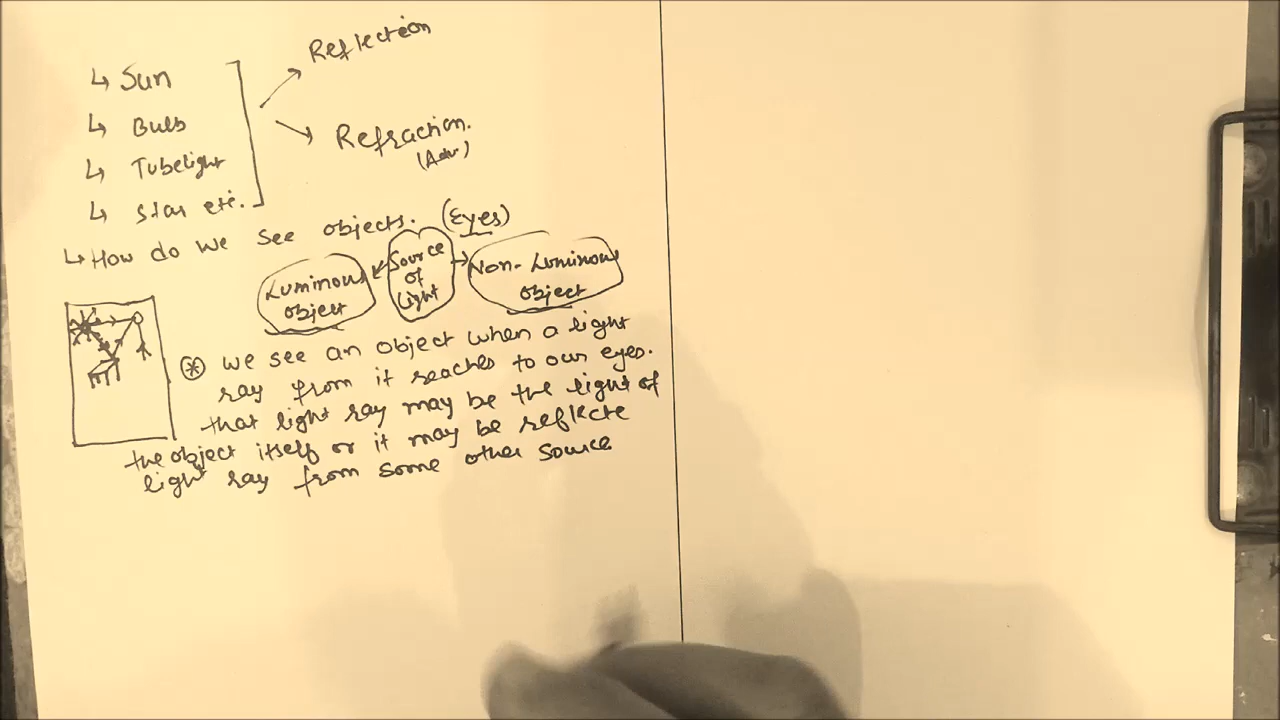 ↳ Sun
↳ Bulb
↳ Tubelight
↳ Star etc.
Reflection
Refraction.
(Adv.)
↳ How do we see objects. (Eyes)
Luminous object
Source of light
Non-Luminous object
⊛ we see an object when a light
ray from it reaches to our eyes.
that light ray may be the light of
the object itself or it may be reflecte
light ray from some other source